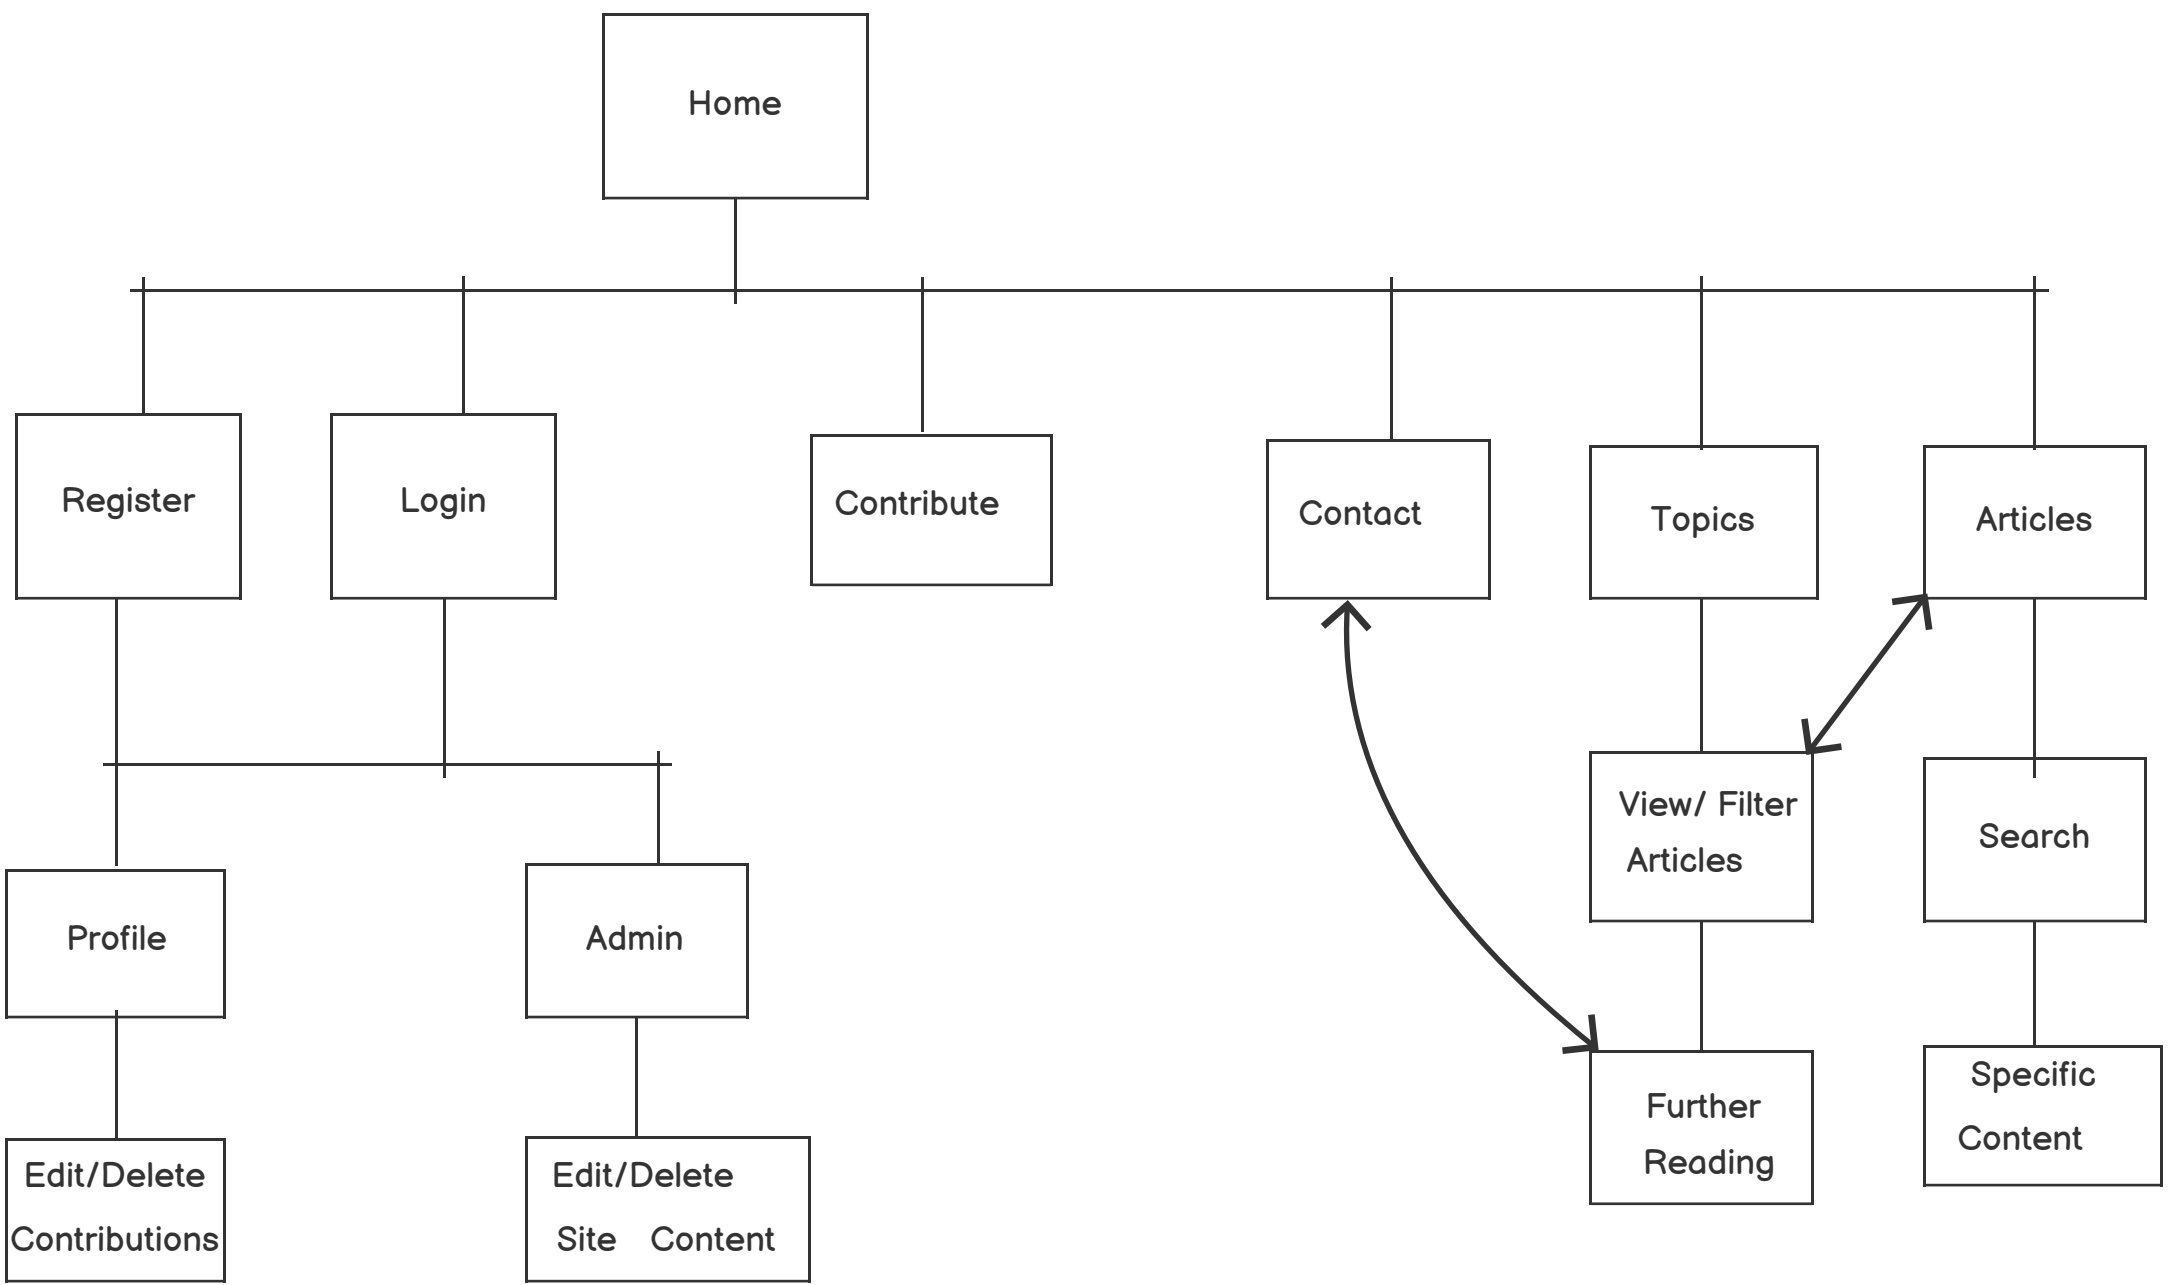 Home
Register
Login
Contribute
Contact
Topics
Articles
View/ Filter
Articles
Search
Profile
Admin
Further
Reading
Specific
Content
Edit/Delete
Contributions
Edit/Delete
Site Content